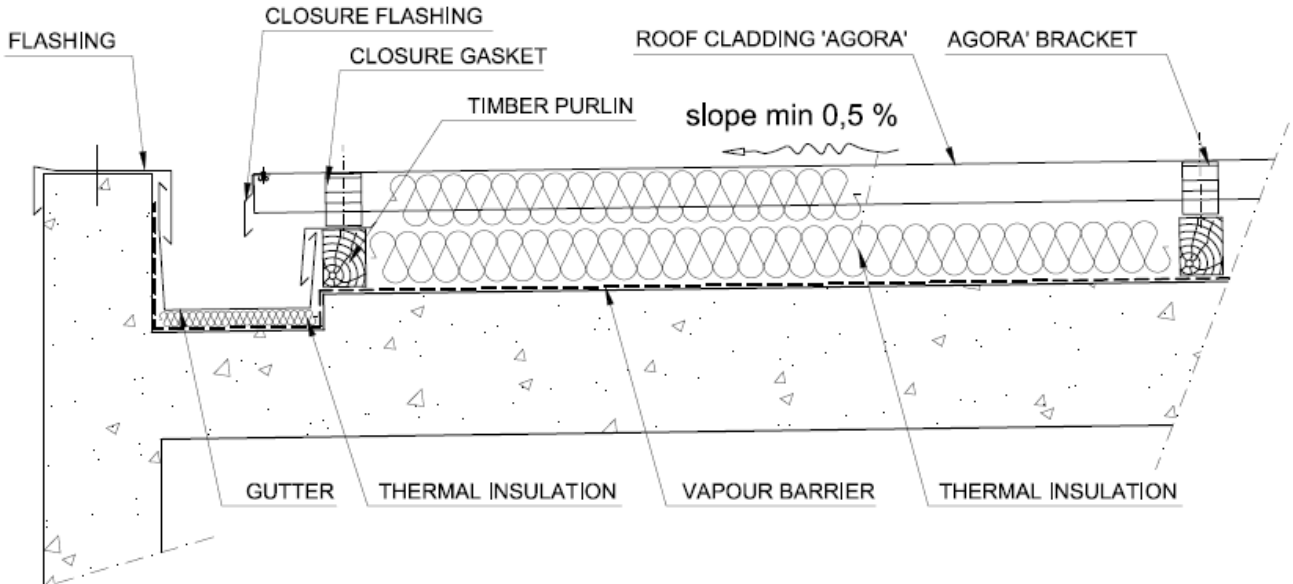 CLOSURE FLASHING
FLASHING
CLOSURE GASKET
ROOF CLADDING 'AGORA'
AGORA' BRACKET
TIMBER PURLIN
slope min 0,5 %
GUTTER
THERMAL INSULATION
VAPOUR BARRIER
THERMAL INSULATION